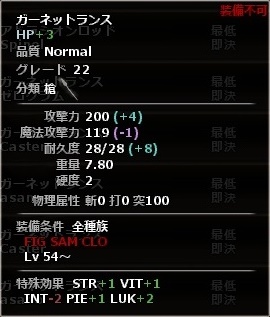 装備不可
ガーネットランス
HP+3
品質 Normal
グレード 22
分類 槍
攻撃力 200 (+4)
魔法攻撃力 119 (-1)
耐久度 28/28 (+8)
重量 7.80
硬度 2
物理属性 斬0 打0 突100
装備条件 全種族
FIG SAM CLO
Lv 54～
特殊効果 STR+1 VIT+1
INT-2 PIE+1 LUK+2